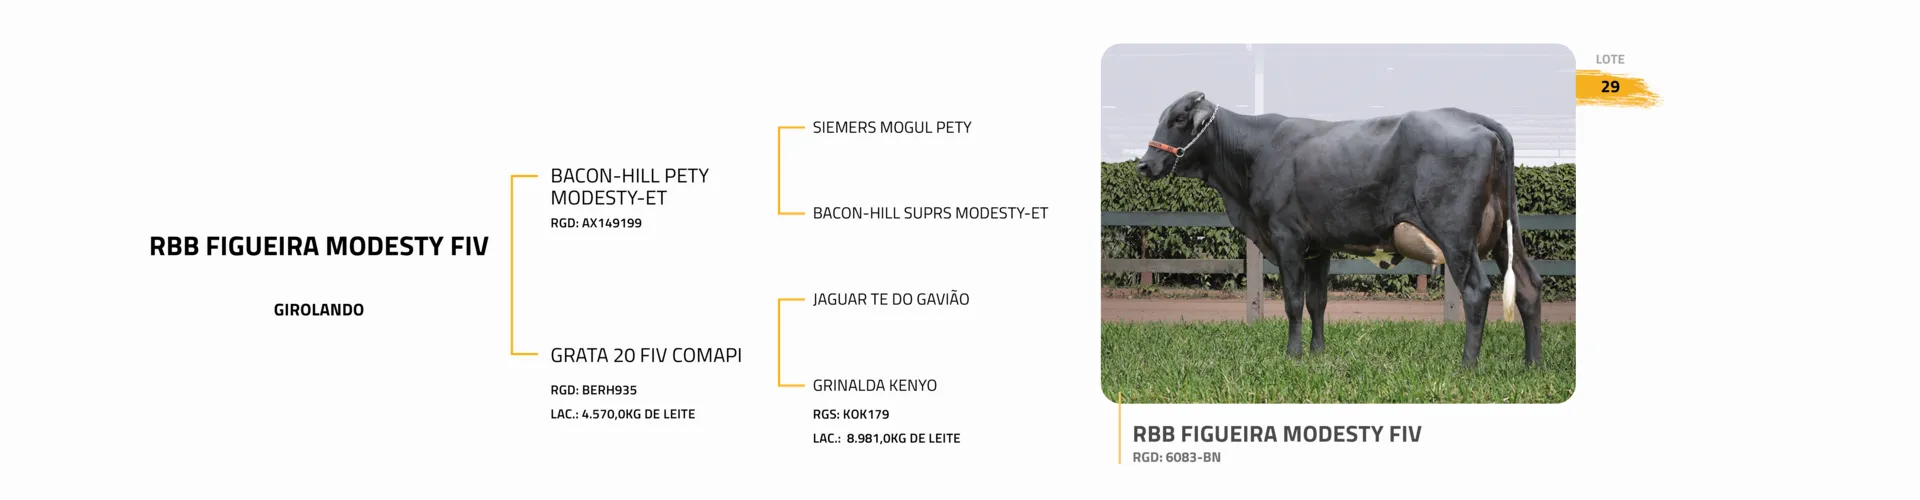 RBB FIGUEIRA MODESTY FIV
GIROLANDO
BACON-HILL PETY
MODESTY-ET
RGD: AX149199
GRATA 20 FIV COMAPI
RGD: BERH935
LAC.: 4.570,0KG DE LEITE
SIEMERS MOGUL PETY
BACON-HILL SUPRS MODESTY-ET
JAGUAR TE DO GAVIÃO
GRINALDA KENYO
RGS: KOK179
LAC.: 8.981,0KG DE LEITE
LOTE
29
RBB FIGUEIRA MODESTY FIV
RGD: 6083-BN